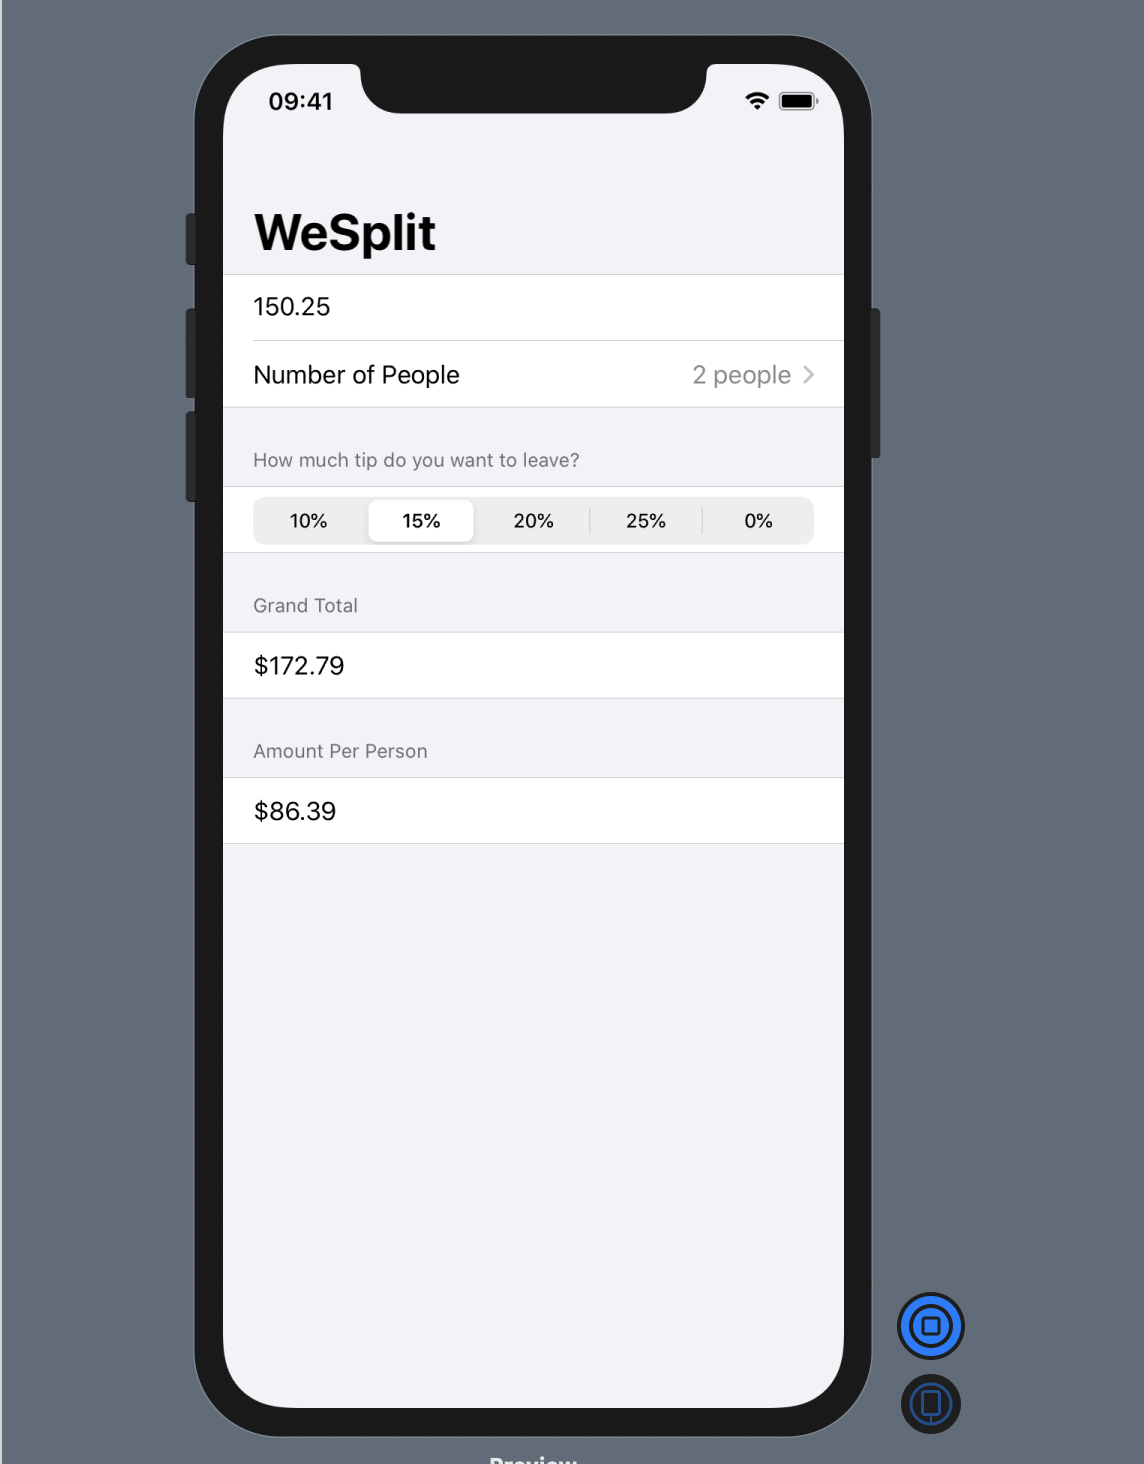 09:41
WeSplit
150.25
Number of People 2 people
How much tip do you want to leave?
10% 15% 20% 25% 0%
Grand Total
$172.79
Amount Per Person
$86.39
Preview